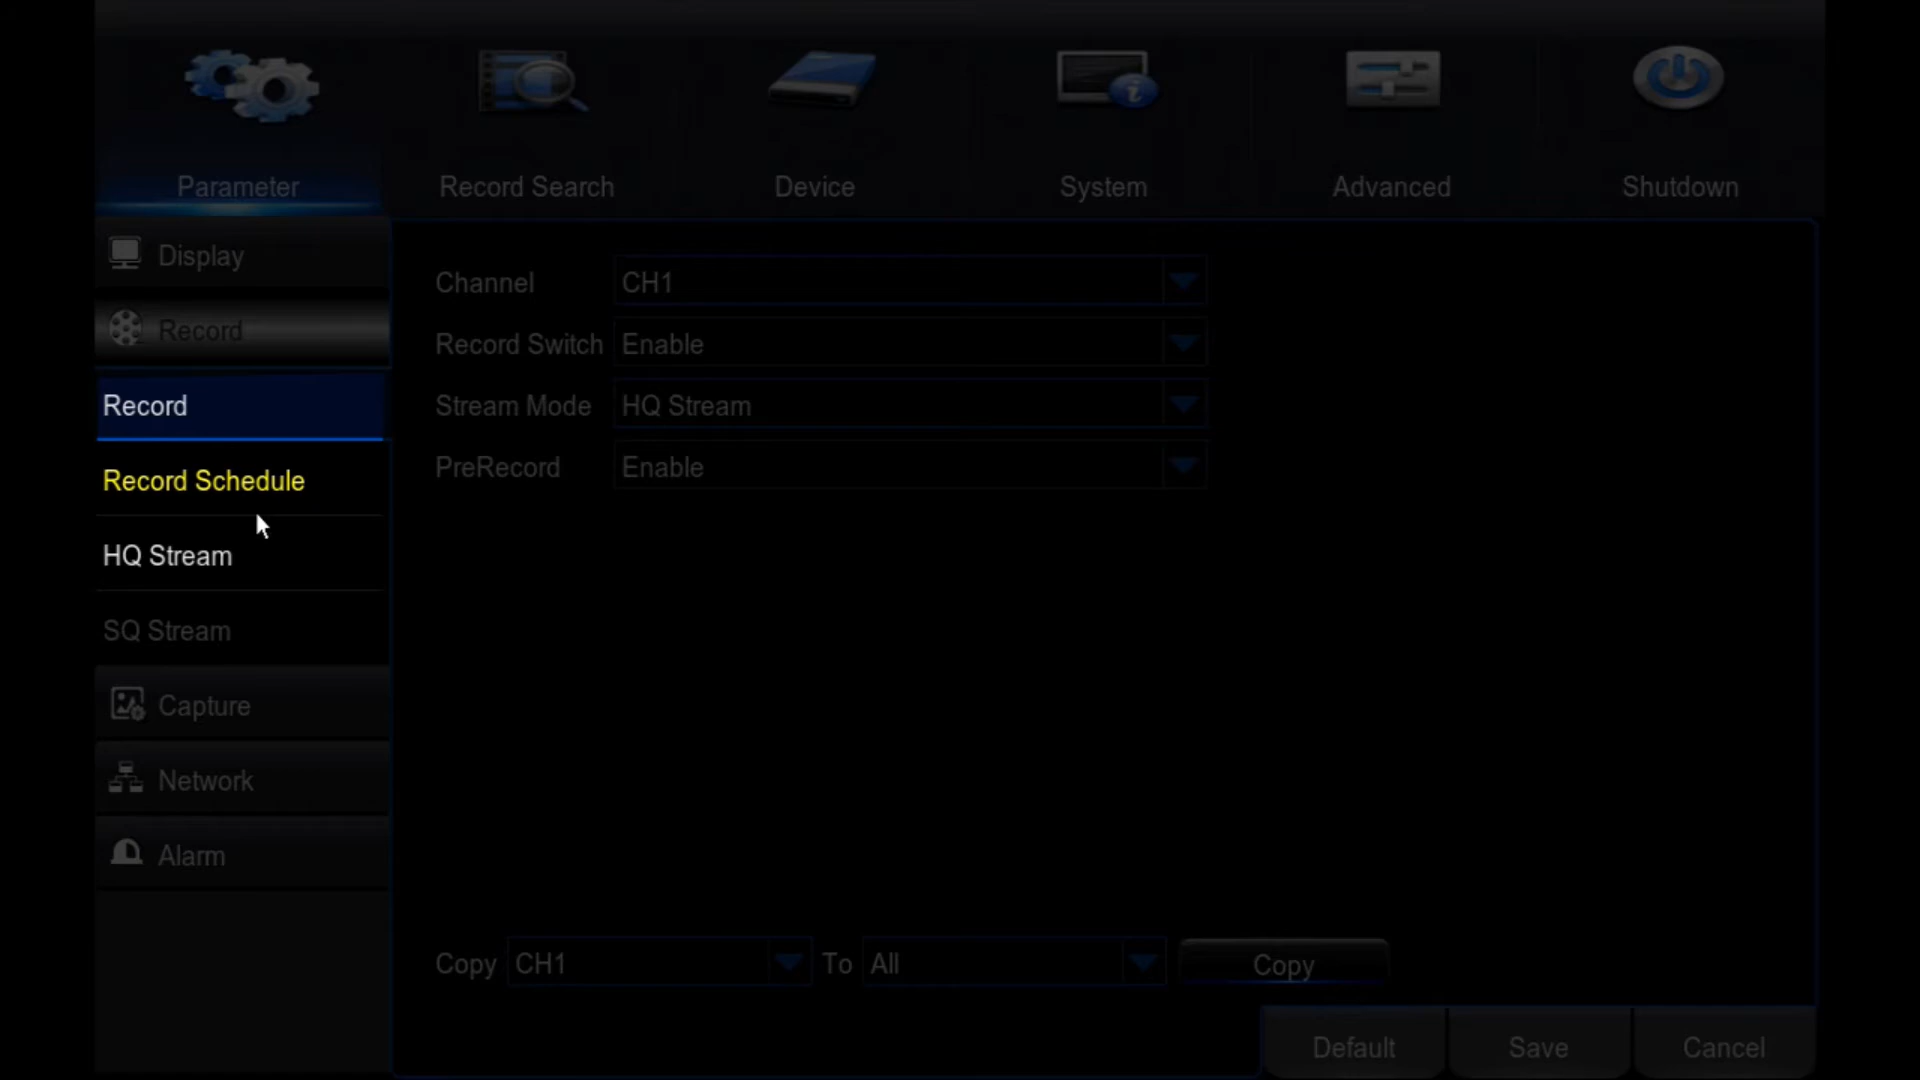 Parameter
Record Search
Device
System
Advanced
Shutdown
Display
Record
Record
Record Schedule
HQ Stream
SQ Stream
Capture
Network
Alarm
Channel CH1
Record Switch Enable
Stream Mode HQ Stream
PreRecord Enable
Copy CH1 To All Copy
Default
Save
Cancel